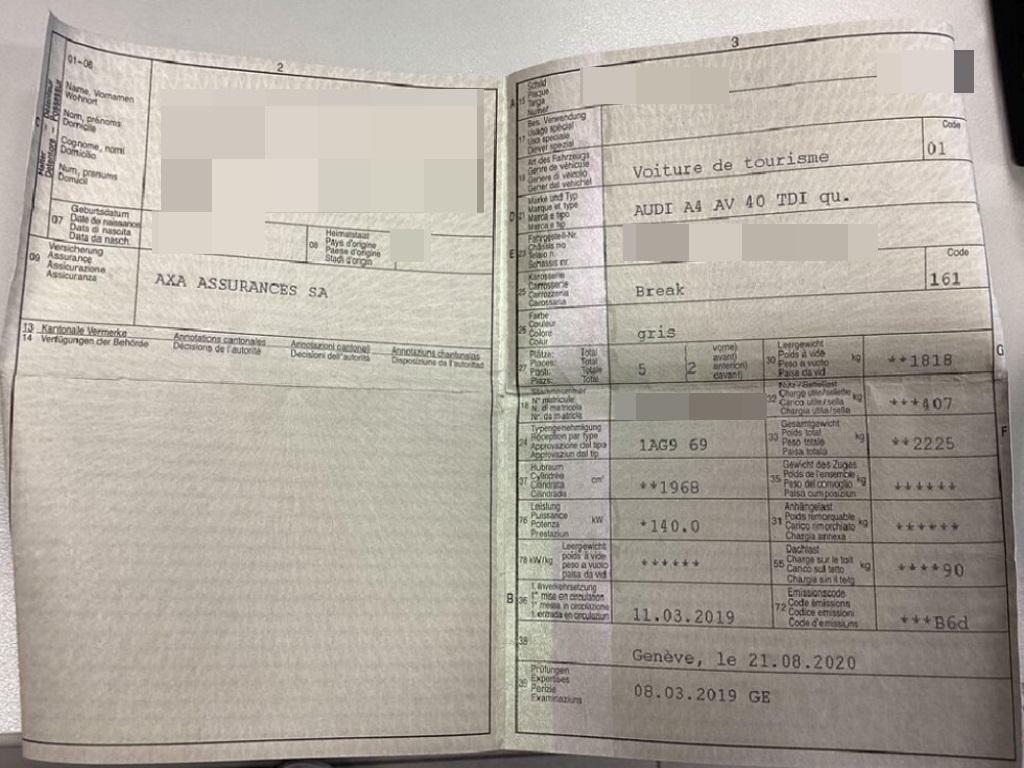 2
01-06
Name, Vornamen
Wohnort
Nom, prénoms
Domicile
Cognome, nomi
Domicilio
Num, prenums
Domicil
C
07
Geburtsdatum
Date de naissance
Data di nascita
Data da nasch.
08
Heimatstaat
Pays d'origine
Paese d'origine
Stadi d'origin
09
Versicherung
Assurance
Assicurazione
Assicuranza
AXA ASSURANCES SA
13 Kantonale Vermerke
14 Verfügungen der Behörde
Annotations cantonales
Décisions de l'autorité
Annotazioni cantonali
Decisioni dell'autorità
Annotaziuns chantunalas
Disposiziuns da l'autoritad
3
A 15
Schild
Plaque
Targa
Numer
17
Bes. Verwendung
Usage spécial
Uso speciale
Diever spezial
19
Art des Fahrzeugs
Genre de véhicule
Genere di veicolo
Gener dal vehichel
Voiture de tourisme
Code
01
D 21
Marke und Typ
Marque et type
Marca e tipo
Marca e tip
AUDI A4 AV 40 TDI qu.
E 23
Fahrgestell-Nr.
Châssis no
Telaio n.
Schassis nr.
25
Karosserie
Carrosserie
Carrozzeria
Carossaria
Break
Code
161
26
Farbe
Couleur
Colore
Colur
gris
27
Plätze: Total
Places: Total
Posti: Totale
Plazs: Total
5
2
vorne)
avant)
anteriori)
davant)
G
30
Leergewicht
Poids à vide
Peso a vuoto
Paisa da vid
kg
**1818
18
Stammnummer
N° matricule
N. di matricola
Nr. da matricla
32
Nutz-/Sattellast
Charge utile/sellette
Carico utile/sella
Chargia utila/sella
kg
***407
24
Typengenehmigung
Réception par type
Approvazione del tipo
Approvaziun dal tip
1AG9 69
F
33
Gesamtgewicht
Poids total
Peso totale
Paisa totala
kg
**2225
37
Hubraum
Cylindrée
Cilindrata
Cilindrada
cm³
**1968
35
Gewicht des Zuges
Poids de l'ensemble
Peso del convoglio
Paisa cumposiziun
kg
******
76
Leistung
Puissance
Potenza
Prestaziun
kW
*140.0
31
Anhängelast
Poids remorquable
Carico rimorchiato
Chargia annexa
kg
******
78 kW/kg
Leergewicht
poids à vide
peso a vuoto
paisa da vid
******
55
Dachlast
Charge sur le toit
Carico sul tetto
Chargia sin il tetg
kg
****90
B 36
1. Inverkehrsetzung
1re mise en circulation
1a messa in circolazione
1. entrada en circulaziun
11.03.2019
72
Emissionscode
Code émissions
Codice emissioni
Code d'emissiuns
***B6d
38
Genève, le 21.08.2020
39
Prüfungen
Expertises
Perizie
Examinaziuns
08.03.2019 GE